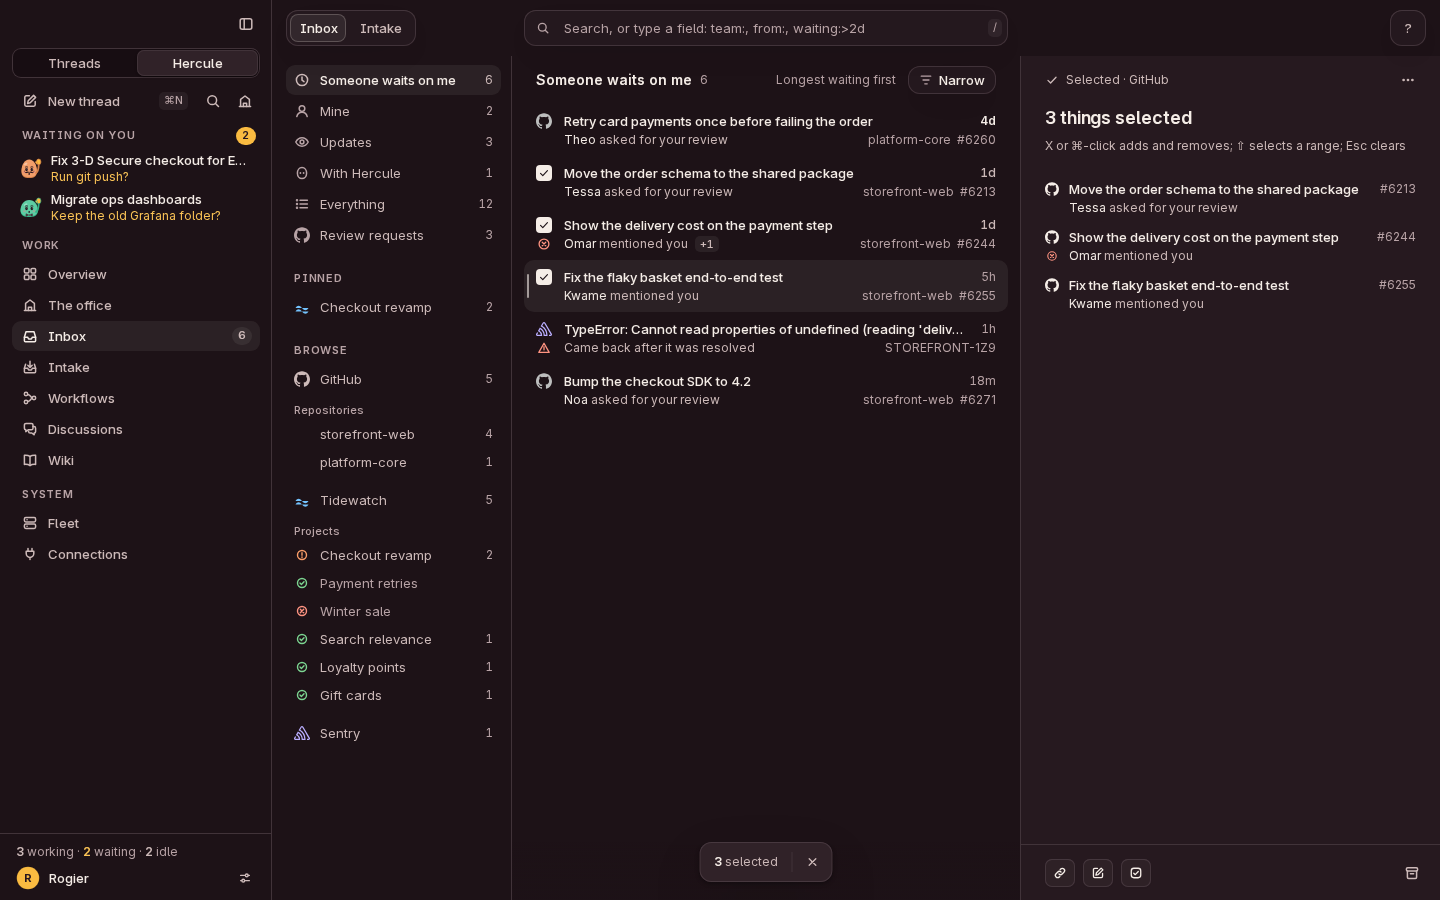 Threads
Hercule
New thread
⌘N
WAITING ON YOU
2
Fix 3-D Secure checkout for E…
Run git push?
Migrate ops dashboards
Keep the old Grafana folder?
WORK
Overview
The office
Inbox
6
Intake
Workflows
Discussions
Wiki
SYSTEM
Fleet
Connections
3 working · 2 waiting · 2 idle
R
Rogier
Inbox
Intake
Someone waits on me
6
Mine
2
Updates
3
With Hercule
1
Everything
12
Review requests
3
PINNED
Checkout revamp
2
BROWSE
GitHub
5
Repositories
storefront-web
4
platform-core
1
Tidewatch
5
Projects
Checkout revamp
2
Payment retries
Winter sale
Search relevance
1
Loyalty points
1
Gift cards
1
Sentry
1
Search, or type a field: team:, from:, waiting:>2d
/
?
Someone waits on me 6
Longest waiting first
Narrow
Retry card payments once before failing the order
4d
Theo asked for your review
platform-core #6260
Move the order schema to the shared package
1d
Tessa asked for your review
storefront-web #6213
Show the delivery cost on the payment step
1d
Omar mentioned you +1
storefront-web #6244
Fix the flaky basket end-to-end test
5h
Kwame mentioned you
storefront-web #6255
TypeError: Cannot read properties of undefined (reading 'deliv…
1h
Came back after it was resolved
STOREFRONT-1Z9
Bump the checkout SDK to 4.2
18m
Noa asked for your review
storefront-web #6271
3 selected
Selected · GitHub
3 things selected
X or ⌘-click adds and removes; ⇧ selects a range; Esc clears
Move the order schema to the shared package
#6213
Tessa asked for your review
Show the delivery cost on the payment step
#6244
Omar mentioned you
Fix the flaky basket end-to-end test
#6255
Kwame mentioned you